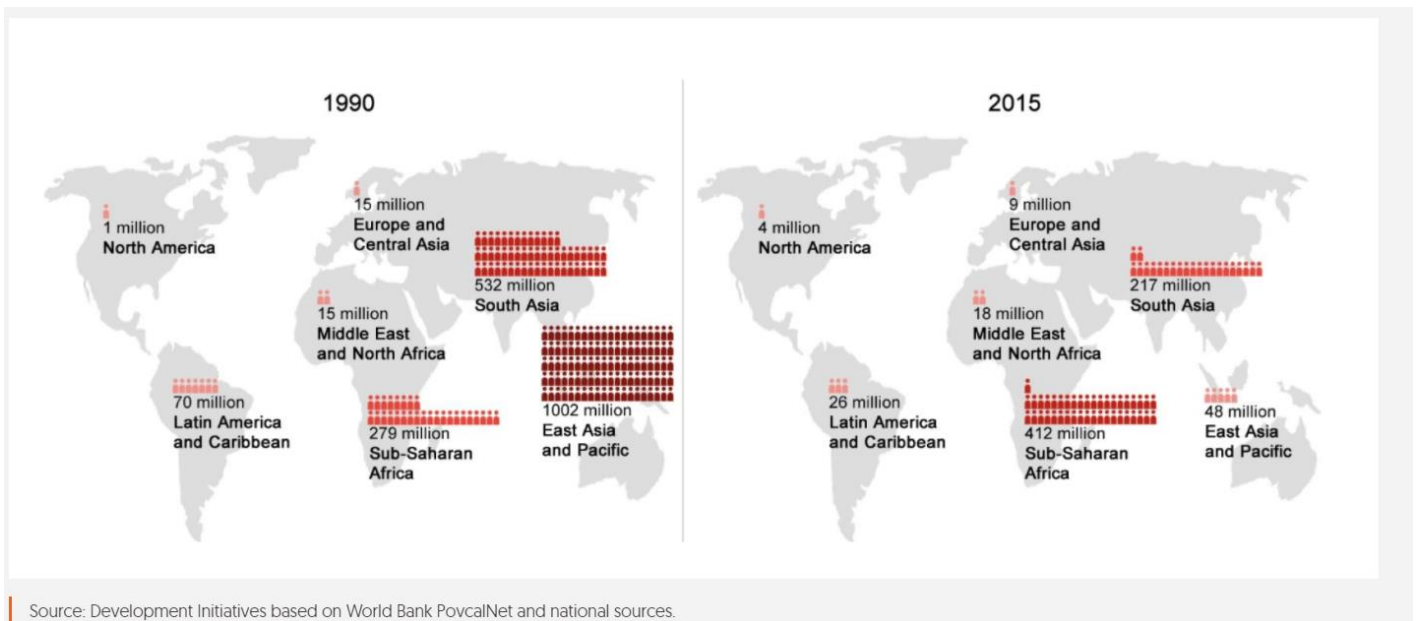 1990
1 million
North America
15 million
Europe and
Central Asia
532 million
South Asia
15 million
Middle East
and North Africa
70 million
Latin America
and Caribbean
279 million
Sub-Saharan
Africa
1002 million
East Asia
and Pacific
2015
4 million
North America
9 million
Europe and
Central Asia
217 million
South Asia
18 million
Middle East
and North Africa
26 million
Latin America
and Caribbean
412 million
Sub-Saharan
Africa
48 million
East Asia
and Pacific
Source: Development Initiatives based on World Bank PovcalNet and national sources.